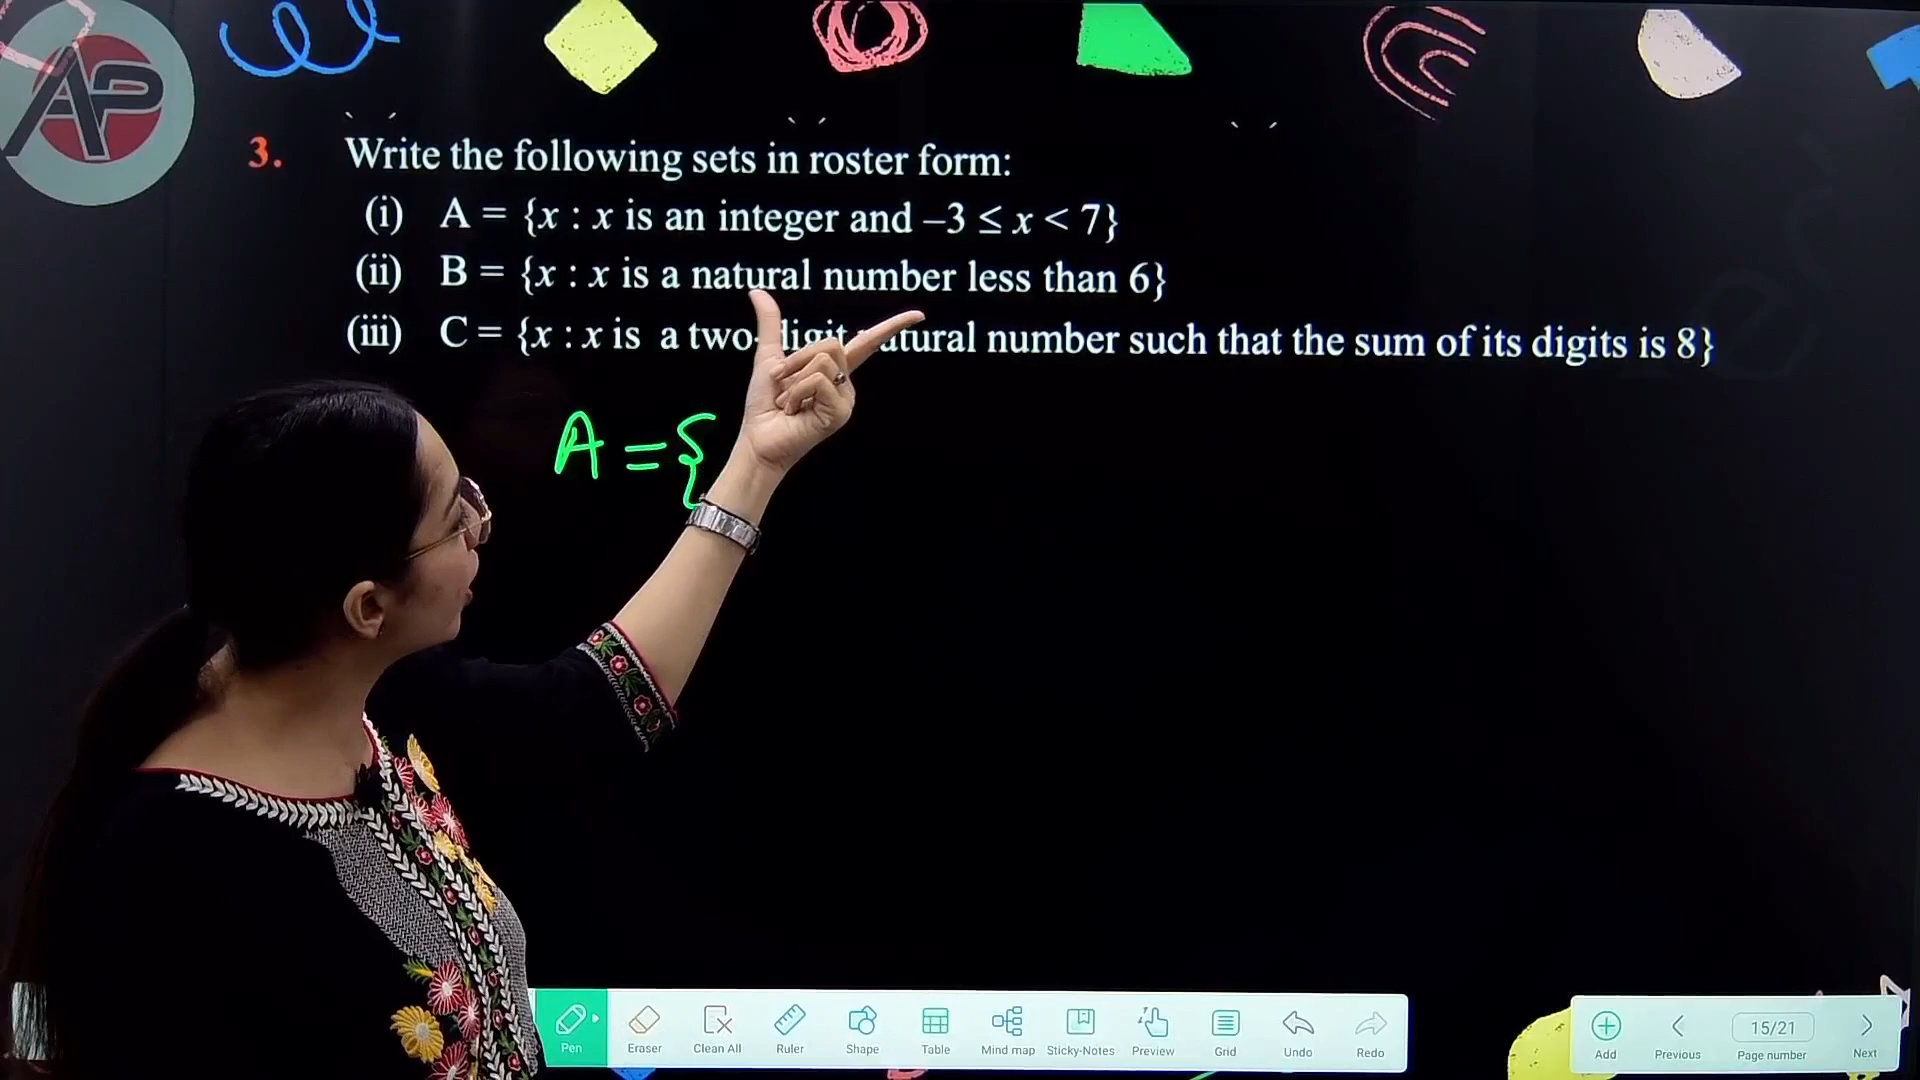 AP
3. Write the following sets in roster form:
(i) A = {x : x is an integer and –3 ≤ x < 7}
(ii) B = {x : x is a natural number less than 6}
(iii) C = {x : x is a two-digit natural number such that the sum of its digits is 8}
A = {
Pen Eraser Clean All Ruler Shape Table Mind map Sticky-Notes Preview Grid Undo Redo
Add Previous 15/21 Page number Next